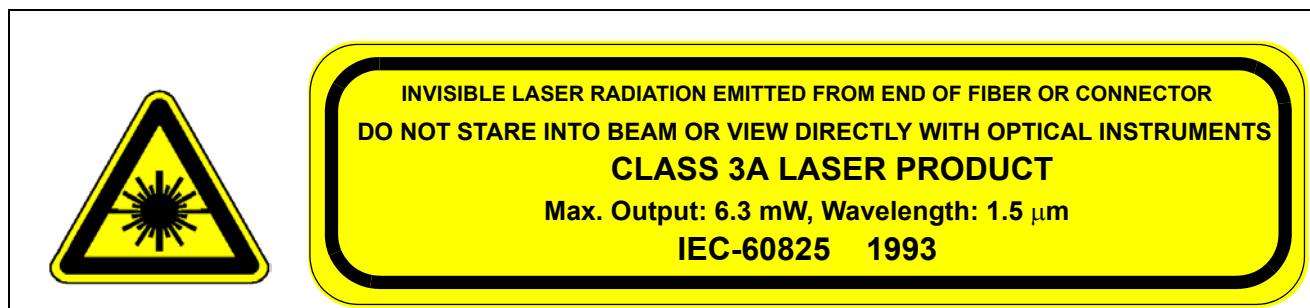 INVISIBLE LASER RADIATION EMITTED FROM END OF FIBER OR CONNECTOR
DO NOT STARE INTO BEAM OR VIEW DIRECTLY WITH OPTICAL INSTRUMENTS
CLASS 3A LASER PRODUCT
Max. Output: 6.3 mW, Wavelength: 1.5 μm
IEC-60825 1993